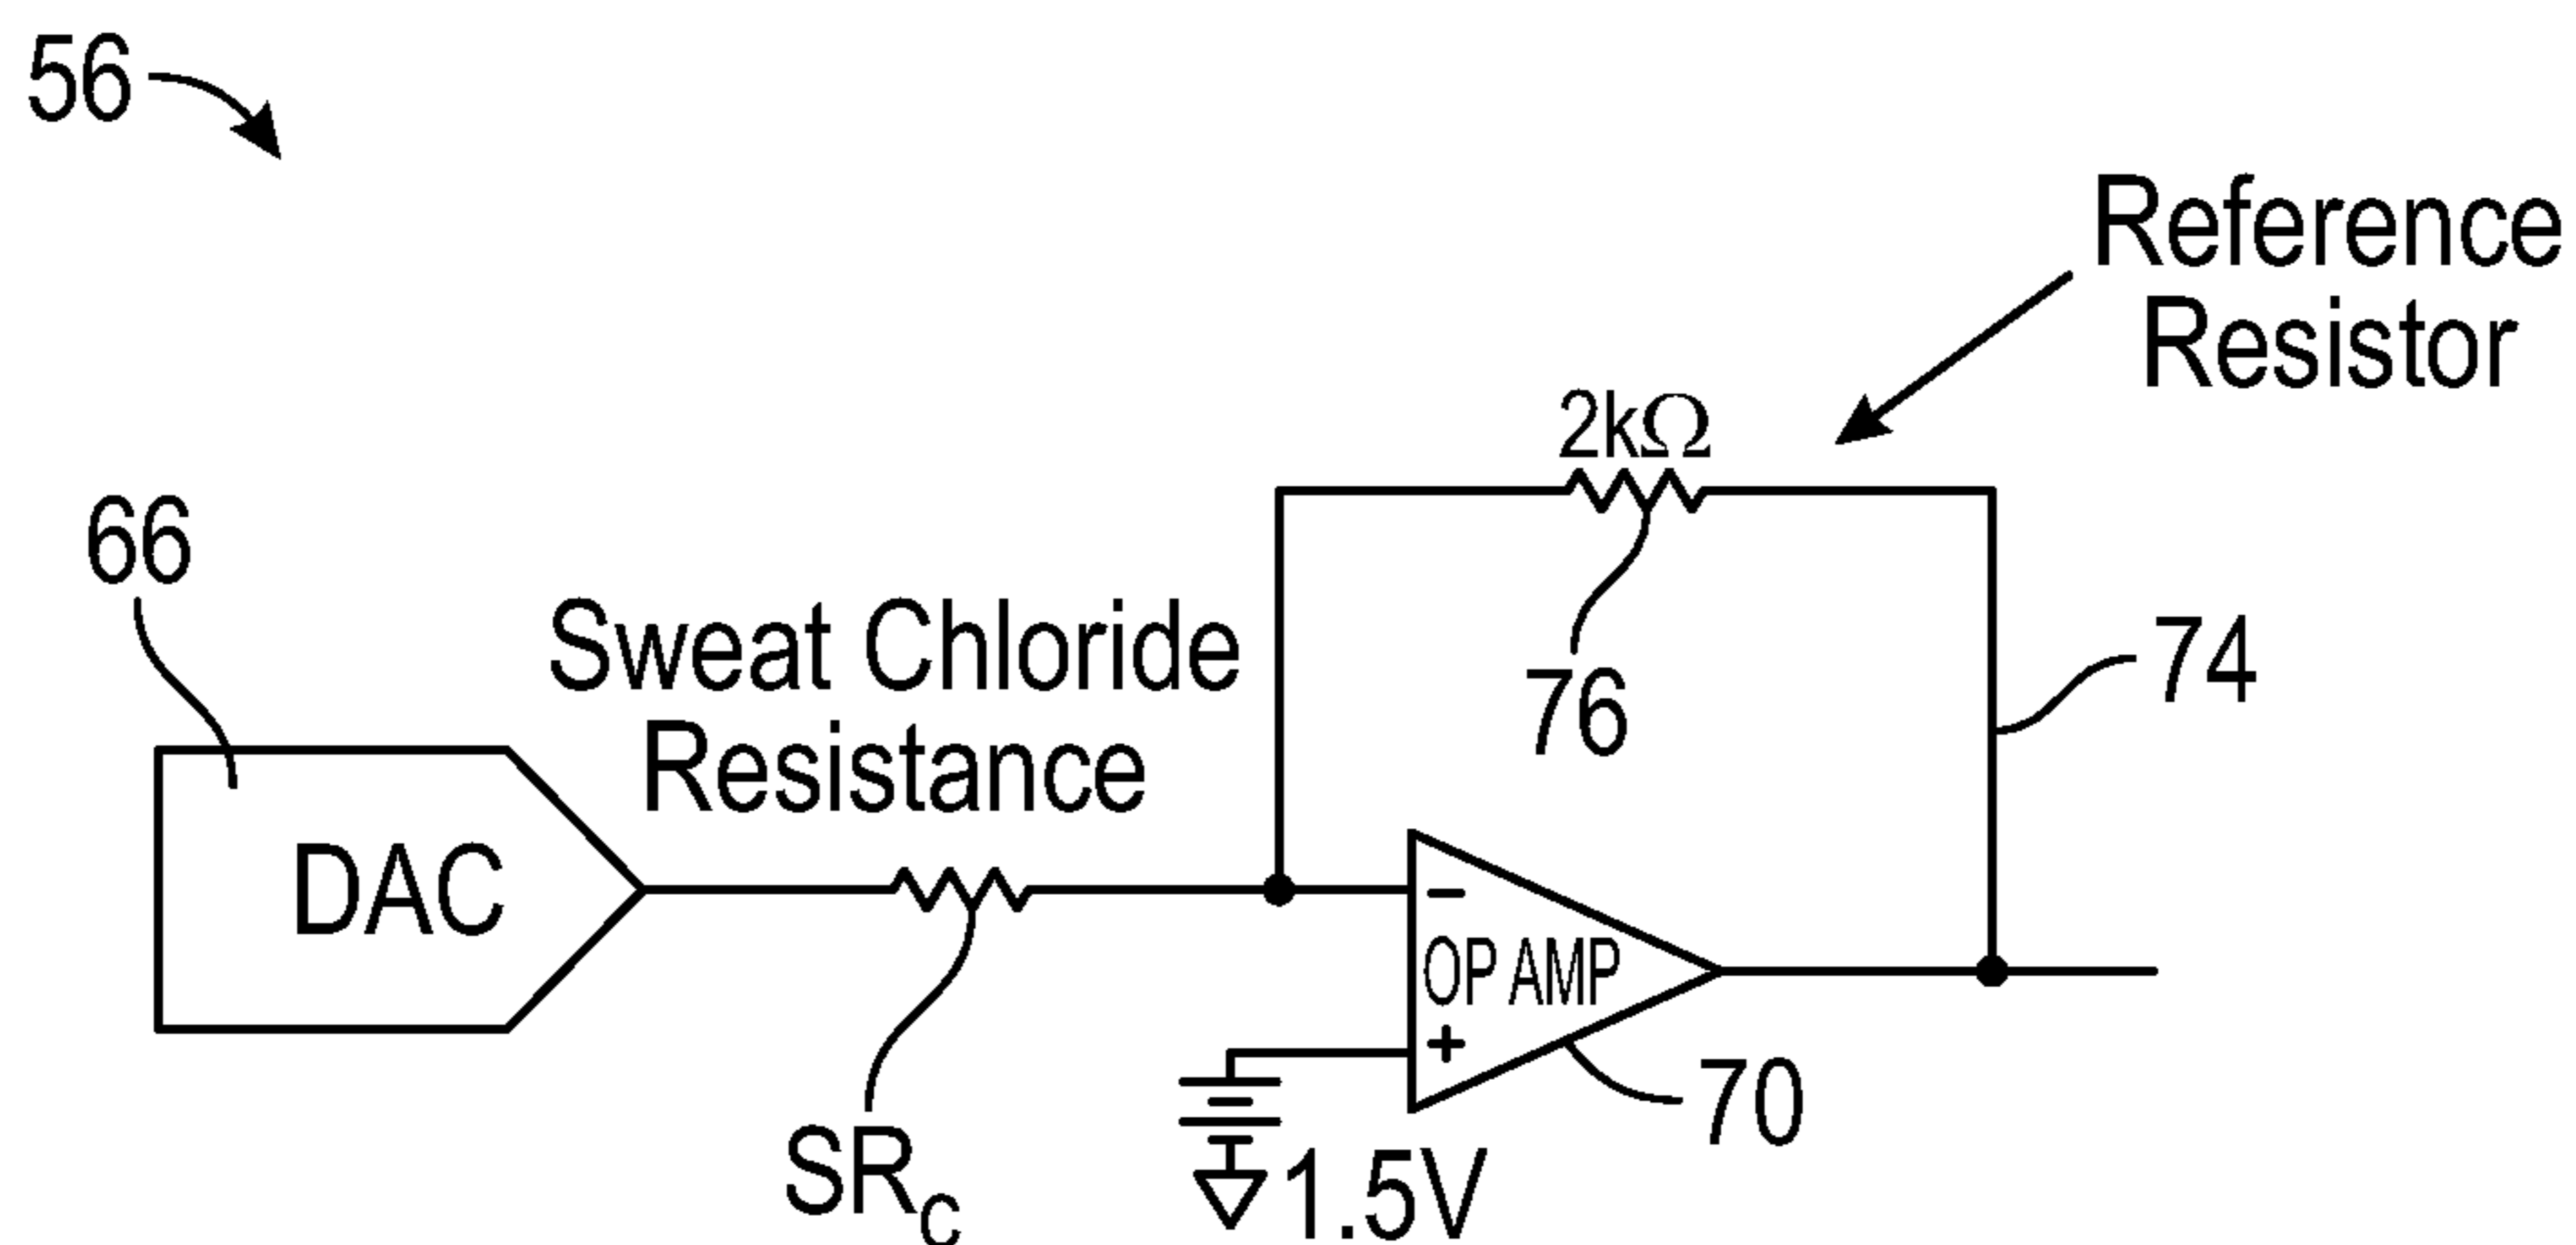 56
Reference
Resistor
2kΩ
66
Sweat Chloride
Resistance
76
74
DAC
−
OP AMP
+
70
SRc
1.5V